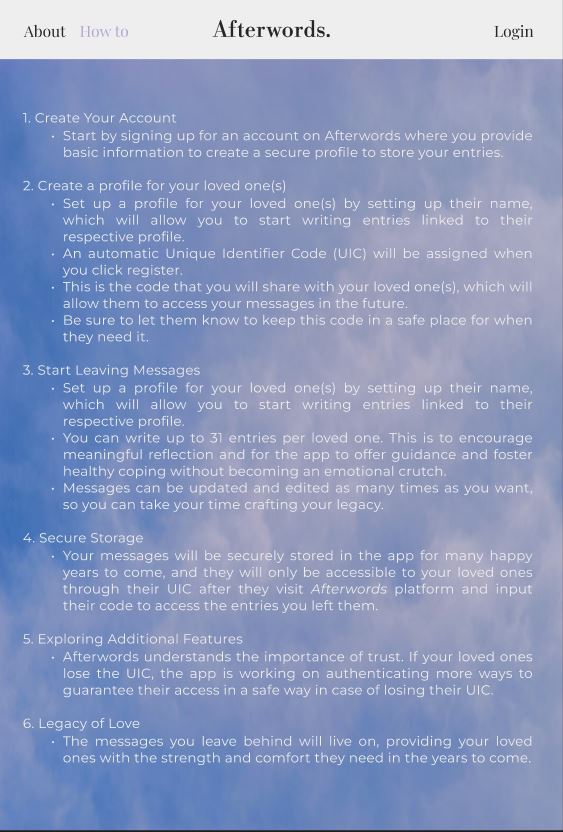 About How to Afterwords. Login
1. Create Your Account
• Start by signing up for an account on Afterwords where you provide
basic information to create a secure profile to store your entries.
2. Create a profile for your loved one(s)
• Set up a profile for your loved one(s) by setting up their name,
which will allow you to start writing entries linked to their
respective profile.
• An automatic Unique Identifier Code (UIC) will be assigned when
you click register.
• This is the code that you will share with your loved one(s), which will
allow them to access your messages in the future.
• Be sure to let them know to keep this code in a safe place for when
they need it.
3. Start Leaving Messages
• Set up a profile for your loved one(s) by setting up their name,
which will allow you to start writing entries linked to their
respective profile.
• You can write up to 31 entries per loved one. This is to encourage
meaningful reflection and for the app to offer guidance and foster
healthy coping without becoming an emotional crutch.
• Messages can be updated and edited as many times as you want,
so you can take your time crafting your legacy.
4. Secure Storage
• Your messages will be securely stored in the app for many happy
years to come, and they will only be accessible to your loved ones
through their UIC after they visit Afterwords platform and input
their code to access the entries you left them.
5. Exploring Additional Features
• Afterwords understands the importance of trust. If your loved ones
lose the UIC, the app is working on authenticating more ways to
guarantee their access in a safe way in case of losing their UIC.
6. Legacy of Love
• The messages you leave behind will live on, providing your loved
ones with the strength and comfort they need in the years to come.